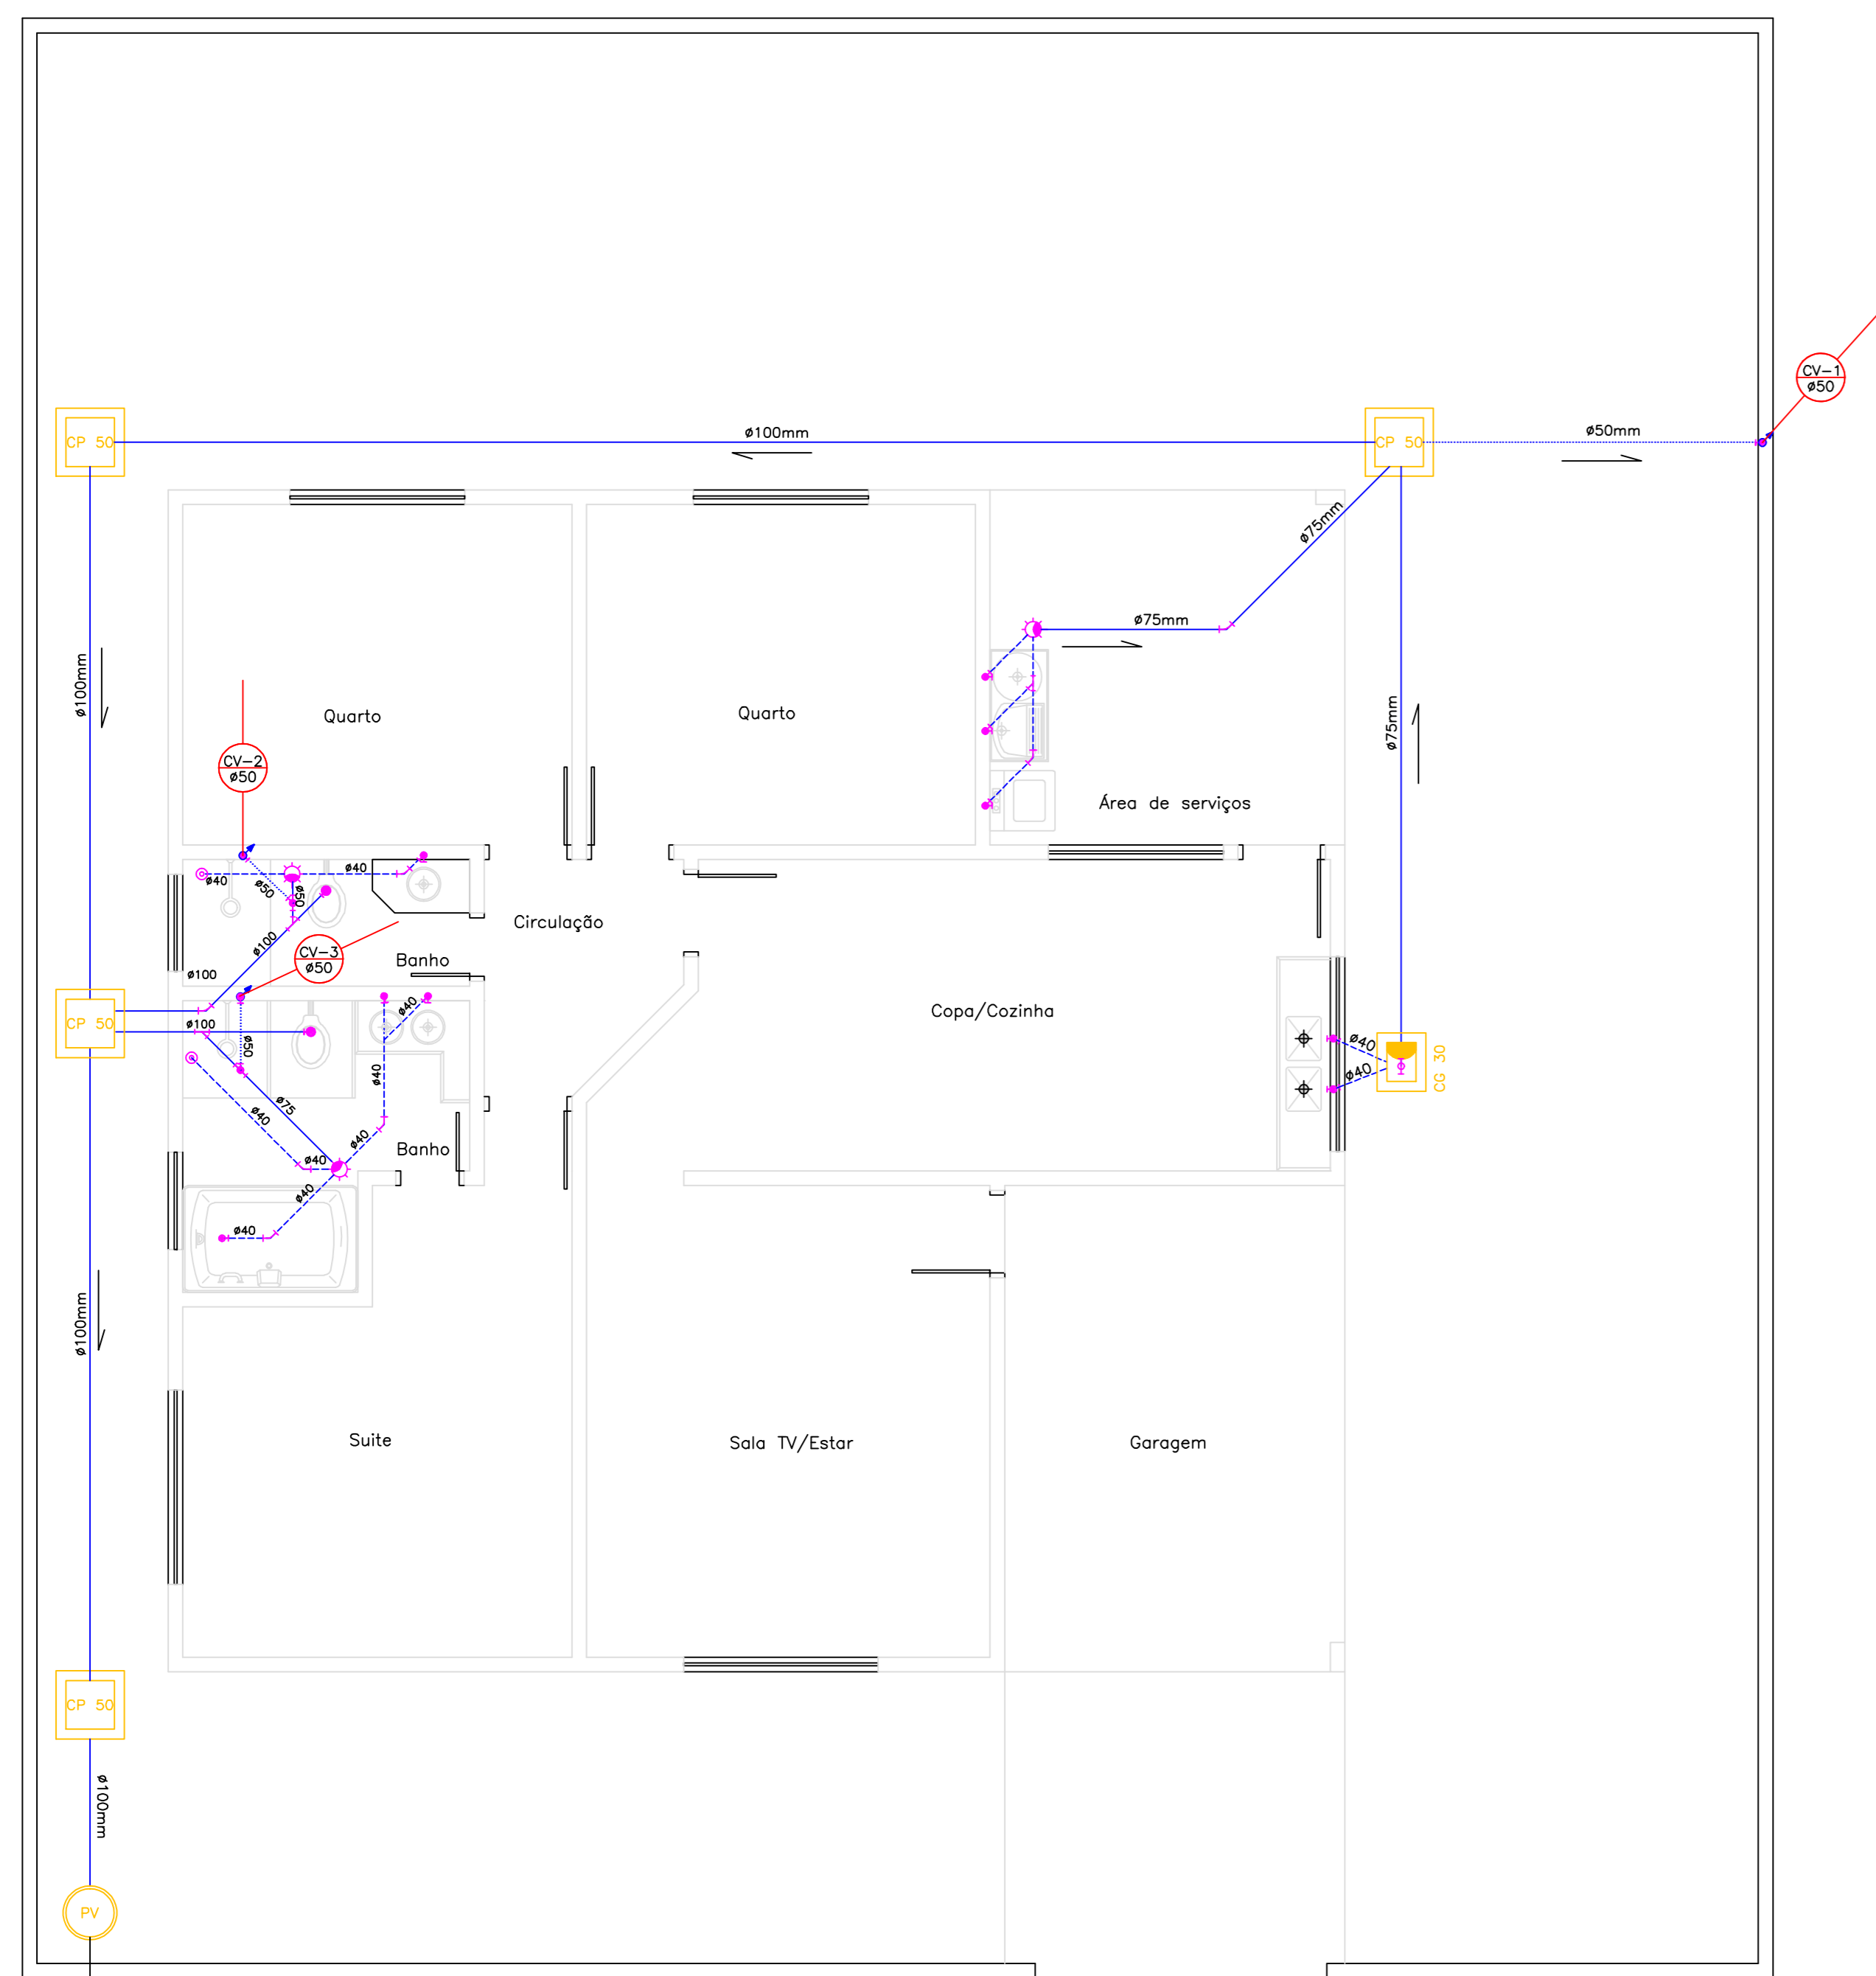 CV-1
ø50
ø100mm
ø50mm
CP 50
CP 50
ø75mm
ø75mm
ø100mm
ø75mm
Quarto
Quarto
CV-2
ø50
Área de serviços
ø40
ø40
ø50
ø50
Circulação
ø100
CV-3
ø50
Banho
ø100
Copa/Cozinha
CP 50
ø100
ø40
ø50
ø40
ø40
ø40
CG 30
ø75
ø40
ø40
Banho
ø40
ø40
ø40
ø100mm
Suite
Sala TV/Estar
Garagem
CP 50
ø100mm
PV